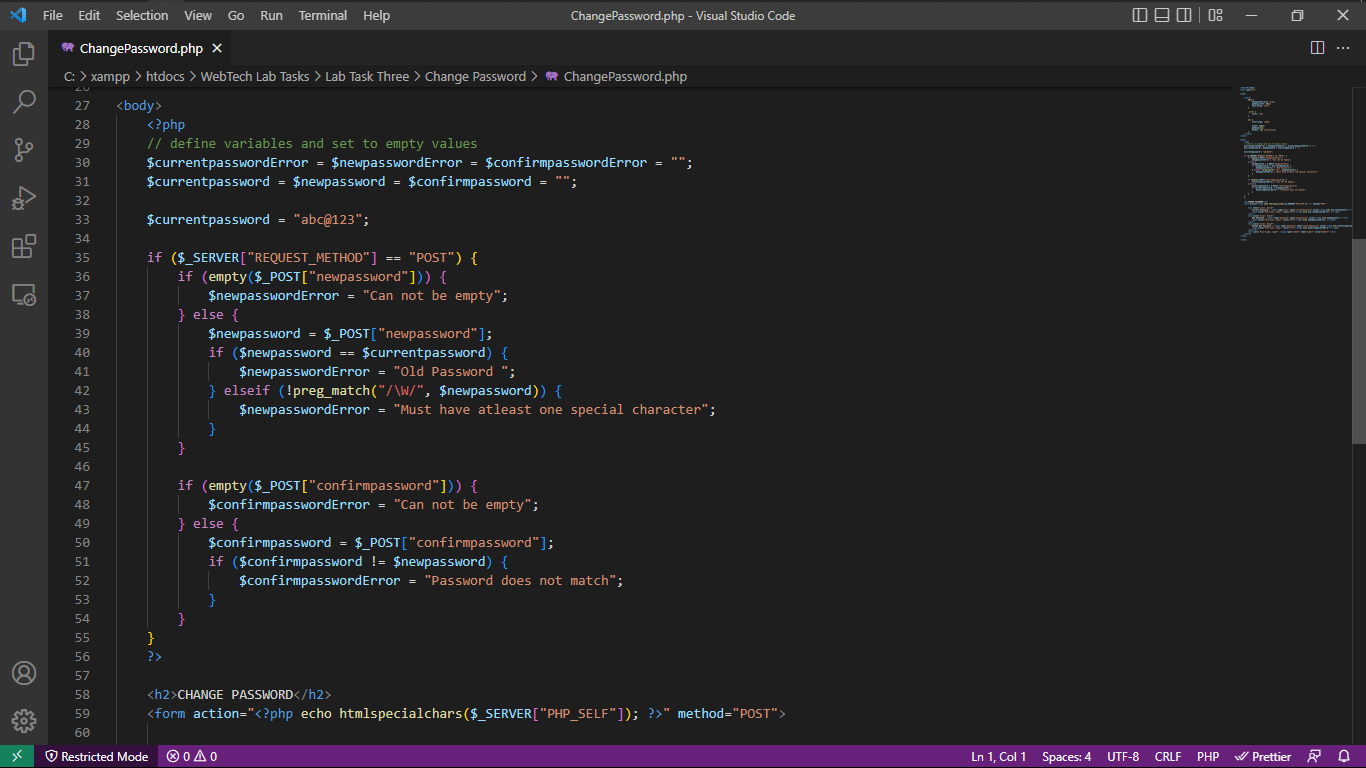 File Edit Selection View Go Run Terminal Help ChangePassword.php - Visual Studio Code
ChangePassword.php
C: > xampp > htdocs > WebTech Lab Tasks > Lab Task Three > Change Password > ChangePassword.php
26
27 <body>
28 <?php
29 // define variables and set to empty values
30 $currentpasswordError = $newpasswordError = $confirmpasswordError = "";
31 $currentpassword = $newpassword = $confirmpassword = "";
32
33 $currentpassword = "abc@123";
34
35 if ($_SERVER["REQUEST_METHOD"] == "POST") {
36 if (empty($_POST["newpassword"])) {
37 $newpasswordError = "Can not be empty";
38 } else {
39 $newpassword = $_POST["newpassword"];
40 if ($newpassword == $currentpassword) {
41 $newpasswordError = "Old Password ";
42 } elseif (!preg_match("/\W/", $newpassword)) {
43 $newpasswordError = "Must have atleast one special character";
44 }
45 }
46
47 if (empty($_POST["confirmpassword"])) {
48 $confirmpasswordError = "Can not be empty";
49 } else {
50 $confirmpassword = $_POST["confirmpassword"];
51 if ($confirmpassword != $newpassword) {
52 $confirmpasswordError = "Password does not match";
53 }
54 }
55 }
56 ?>
57
58 <h2>CHANGE PASSWORD</h2>
59 <form action="<?php echo htmlspecialchars($_SERVER["PHP_SELF"]); ?>" method="POST">
60
Restricted Mode 0 0 Ln 1, Col 1 Spaces: 4 UTF-8 CRLF PHP Prettier